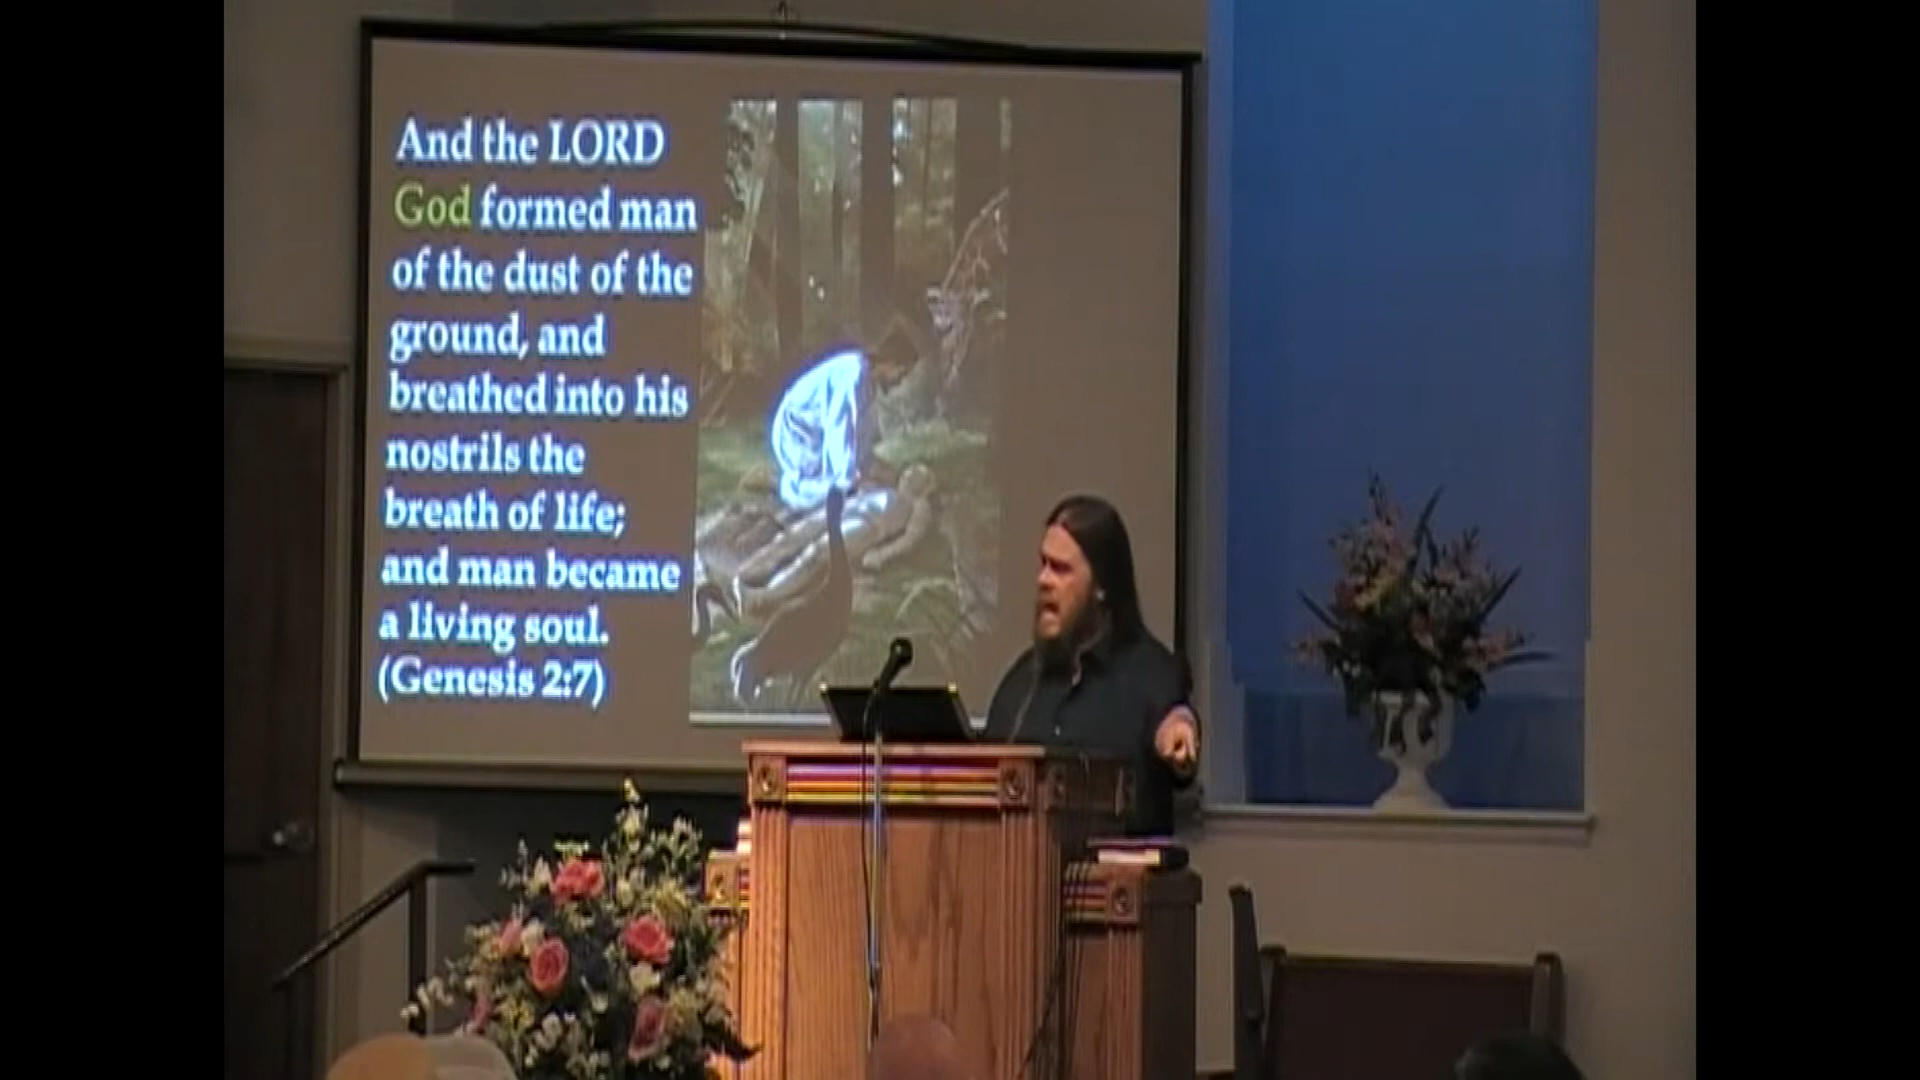 And the LORD
God formed man
of the dust of the
ground, and
breathed into his
nostrils the
breath of life;
and man became
a living soul.
(Genesis 2:7)